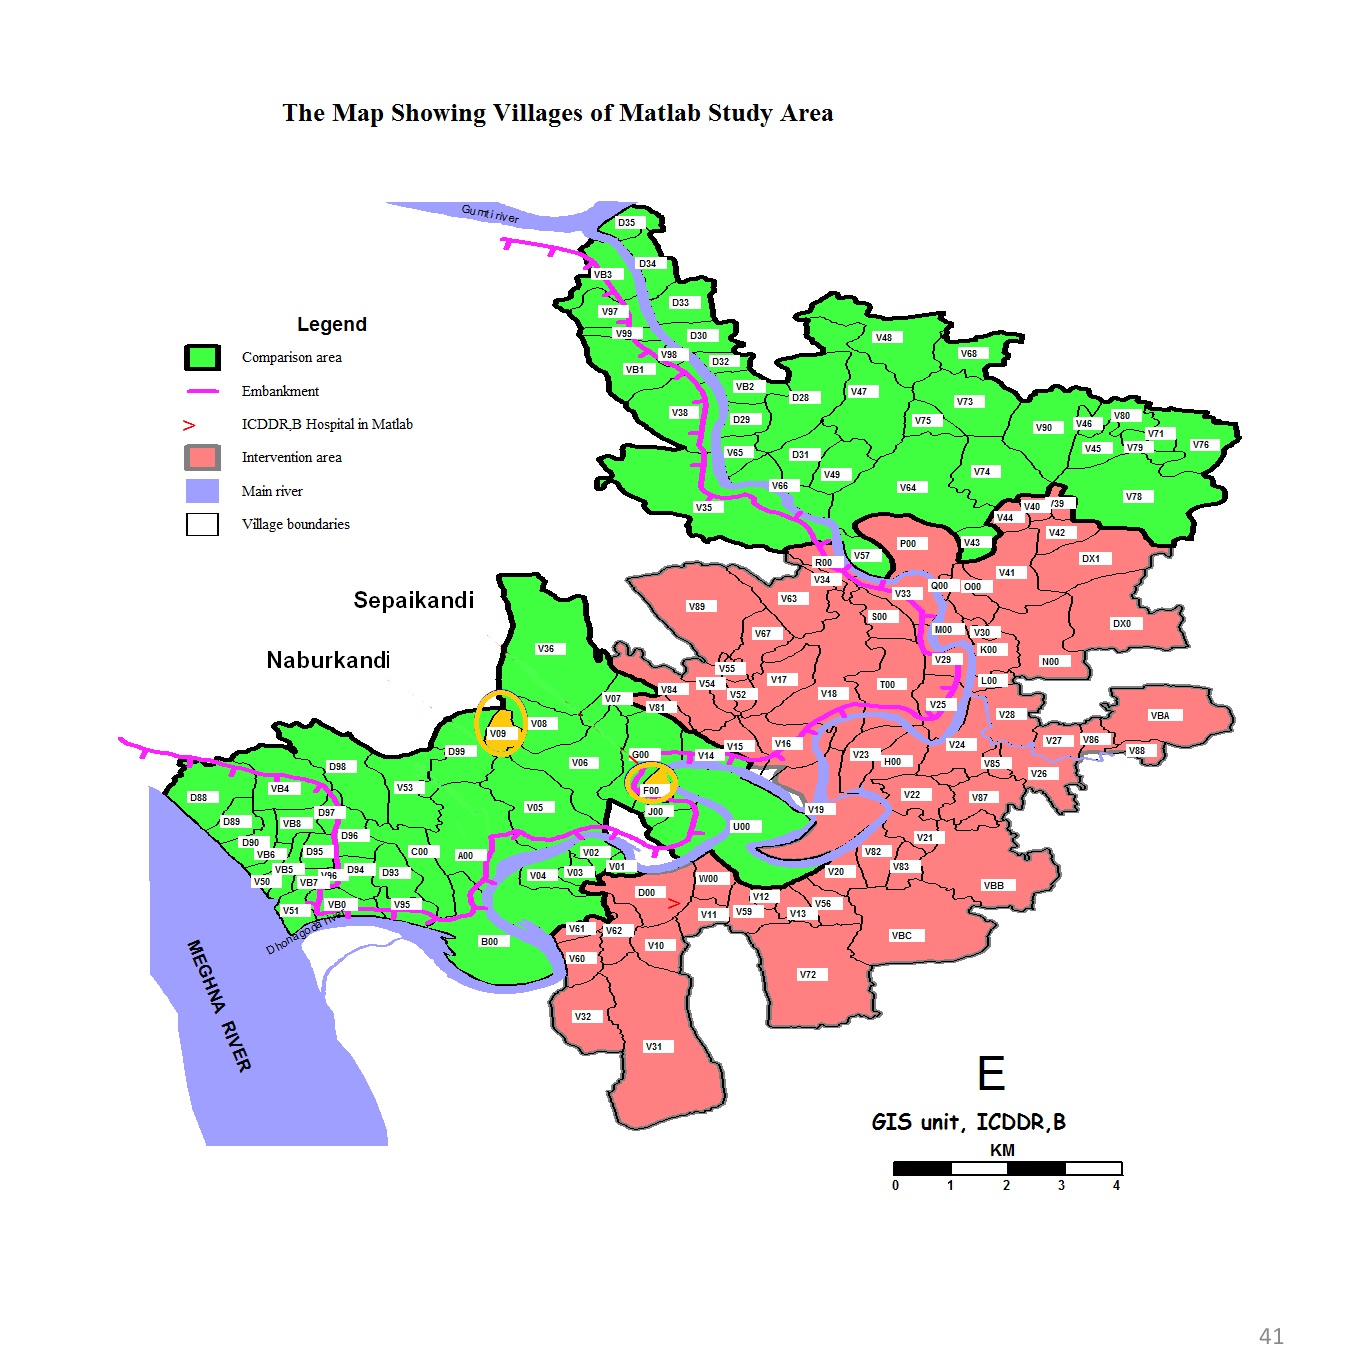 The Map Showing Villages of Matlab Study Area
Gumti river
D35
D34
VB3
D33
V97
V99
D30
V98
D32
VB1
VB2
V38
D29
D28
V47
V48
V68
V73
V75
V90
V46
V80
V71
V76
V45
V79
V65
D31
V49
V66
V64
V74
V78
V35
V40
/39
V44
V42
V43
P00
V57
DX1
R00
V34
V41
Q00
O00
V33
V63
V89
S00
DX0
M00
V30
V67
K00
V29
N00
V55
V54
V52
V17
V18
T00
L00
V25
V28
VBA
V84
V81
V07
V36
V27
V86
V88
V24
V85
V26
V23
H00
V16
V15
V14
G00
V08
V09
D99
V06
F00
J00
V22
V87
V19
U00
V21
V82
V83
V20
VBB
V05
V53
D98
VB4
D88
D97
D89
VB8
D96
D90
VB6
D95
C00
A00
VB5
V96
D94
D93
V50
VB7
V51
VB0
V95
V02
V01
V04
V03
D00
W00
V12
V11
V59
V13
V56
VBC
B00
V61
V62
V60
V10
V72
V32
V31
Legend
Comparison area
Embankment
> ICDDR,B Hospital in Matlab
Intervention area
Main river
Village boundaries
Sepaikandi
Naburkandi
>
MEGHNA RIVER
E
GIS unit, ICDDR,B
KM
0 1 2 3 4
41